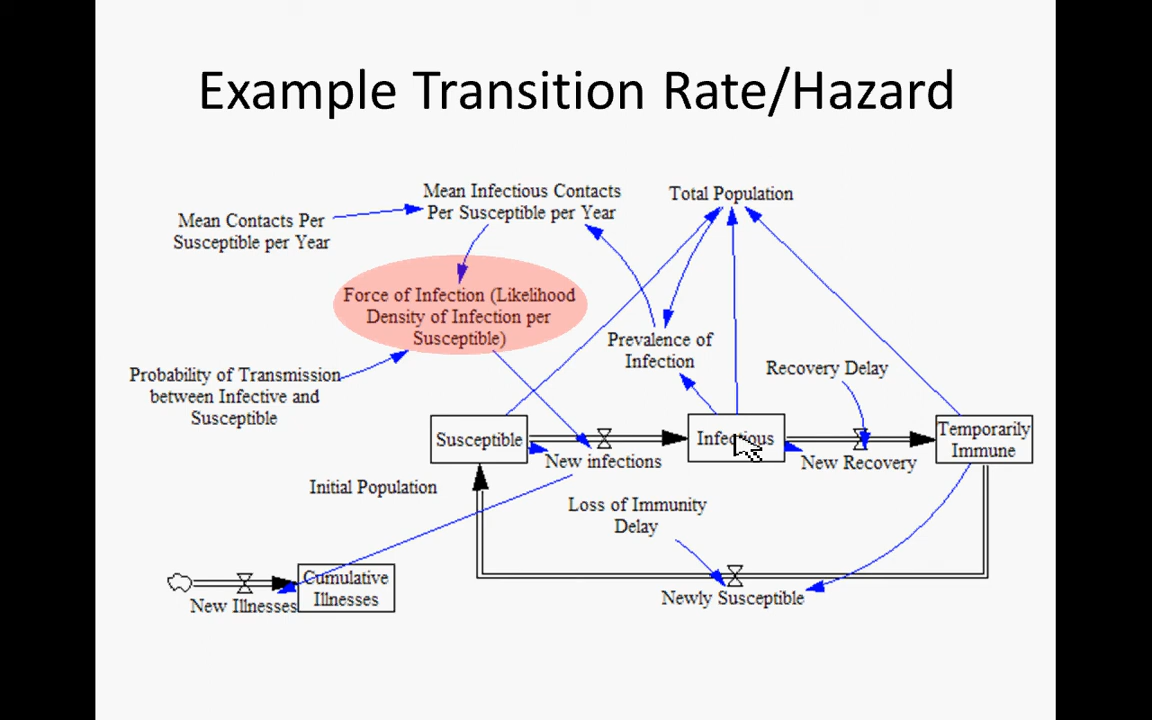 Example Transition Rate/Hazard
Mean Infectious Contacts
Per Susceptible per Year
Total Population
Mean Contacts Per
Susceptible per Year
Force of Infection (Likelihood
Density of Infection per
Susceptible)
Prevalence of
Infection
Recovery Delay
Probability of Transmission
between Infective and
Susceptible
Susceptible
Infectious
Temporarily
Immune
New infections
New Recovery
Initial Population
Loss of Immunity
Delay
Cumulative
Illnesses
New Illnesses
Newly Susceptible